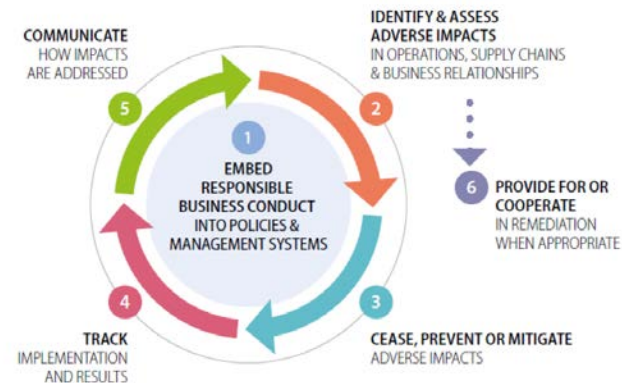 COMMUNICATE
HOW IMPACTS
ARE ADDRESSED
5
IDENTIFY & ASSESS
ADVERSE IMPACTS
IN OPERATIONS, SUPPLY CHAINS
& BUSINESS RELATIONSHIPS
2
1
EMBED
RESPONSIBLE
BUSINESS CONDUCT
INTO POLICIES &
MANAGEMENT SYSTEMS
6
PROVIDE FOR OR
COOPERATE
IN REMEDIATION
WHEN APPROPRIATE
4
TRACK
IMPLEMENTATION
AND RESULTS
3
CEASE, PREVENT OR MITIGATE
ADVERSE IMPACTS